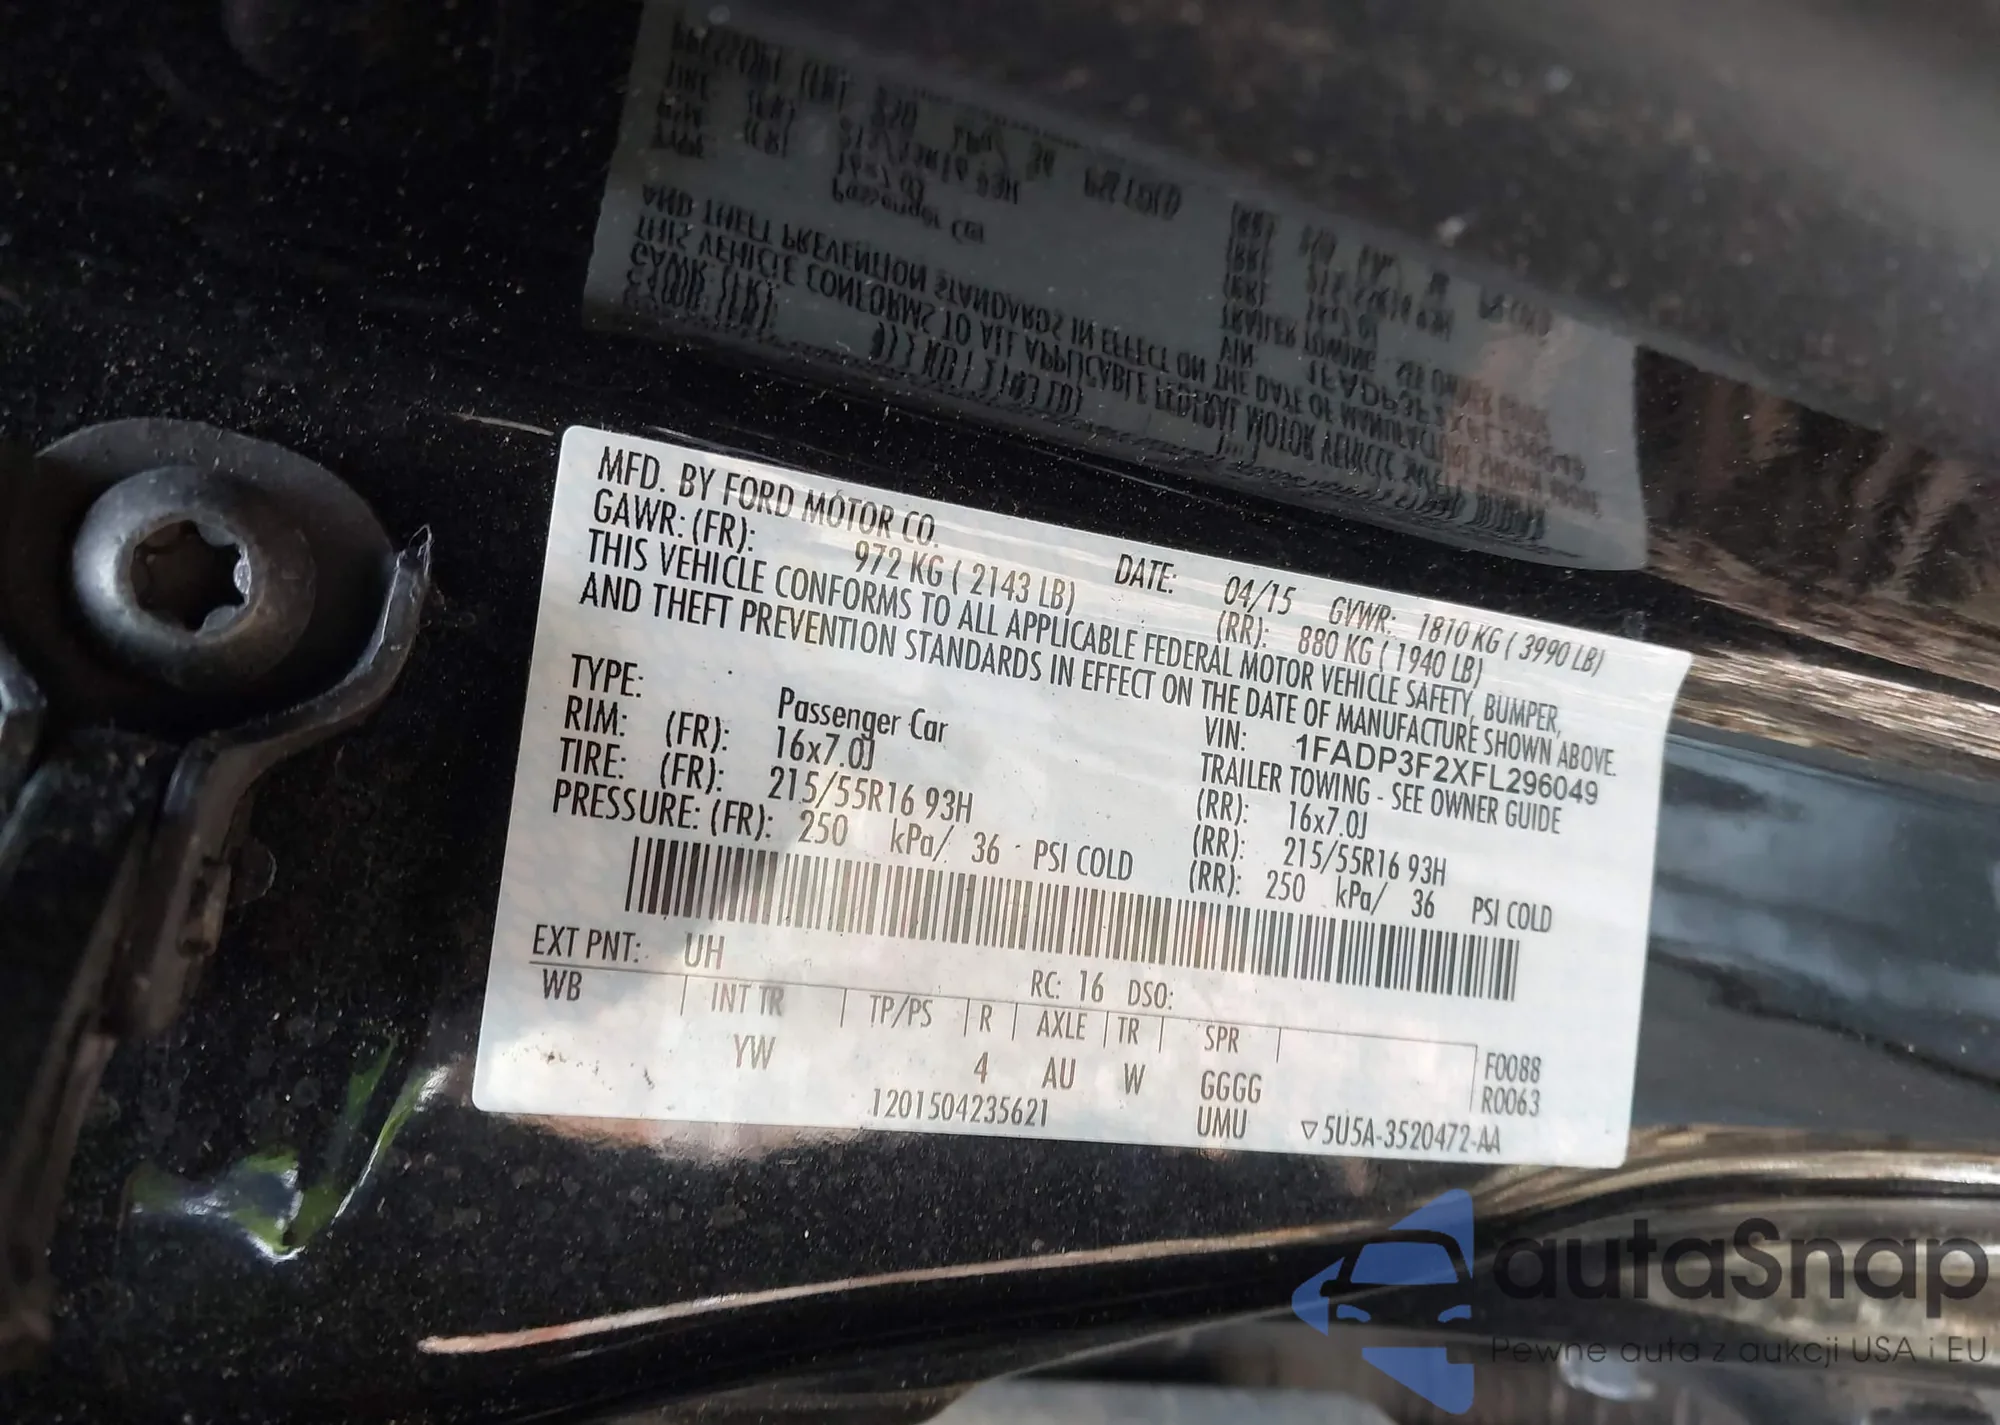 MFD. BY FORD MOTOR CO.
DATE: 04/15 GVWR: 1810 KG ( 3990 LB)
GAWR: (FR): 972 KG ( 2143 LB) (RR): 880 KG ( 1940 LB)
THIS VEHICLE CONFORMS TO ALL APPLICABLE FEDERAL MOTOR VEHICLE SAFETY, BUMPER,
AND THEFT PREVENTION STANDARDS IN EFFECT ON THE DATE OF MANUFACTURE SHOWN ABOVE.
VIN: 1FADP3F2XFL296049
TYPE: Passenger Car TRAILER TOWING - SEE OWNER GUIDE
RIM: (FR): 16x7.0J (RR): 16x7.0J
TIRE: (FR): 215/55R16 93H (RR): 215/55R16 93H
PRESSURE: (FR): 250 kPa/ 36 PSI COLD (RR): 250 kPa/ 36 PSI COLD
EXT PNT: UH RC: 16 DSO:
WB INT TR TP/PS R AXLE TR SPR
YW 4 AU W GGGG
UMU
F0088
R0063
1201504235621
▽5U5A-3520472-AA
autaSnap
Pewne auta z aukcji USA i EU